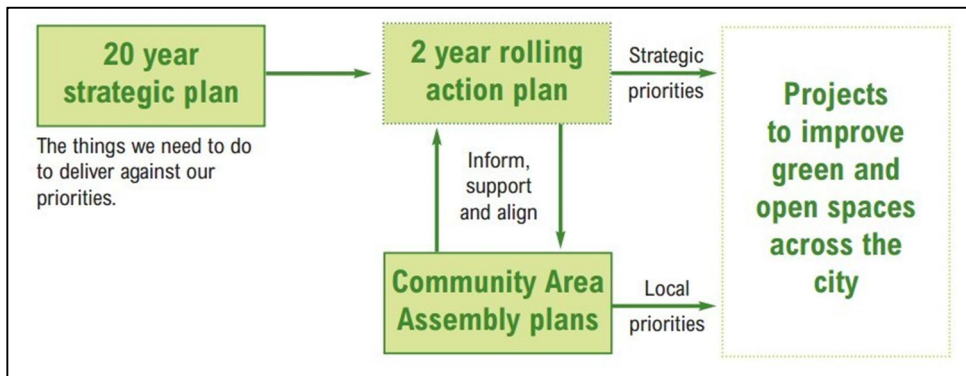 20 year
strategic plan
The things we need to do
to deliver against our
priorities.
2 year rolling
action plan
Strategic
priorities
Inform,
support
and align
Community Area
Assembly plans
Local
priorities
Projects
to improve
green and
open spaces
across the
city